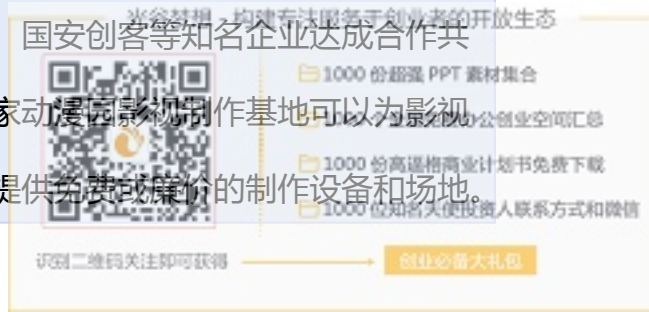 构建专注服务于创业者的开放生态
国安创客等知名企业达成合作共
1000 份超强 PPT 素材集合
家动漫园影视制作基地可以为影视
办公创业空间汇总
1000 份高逼格商业计划书免费下载
提供免费或廉价的制作设备和场地。
1000 位知名天使投资人联系方式和微信
识别二维码关注即可获得
创业必备大礼包